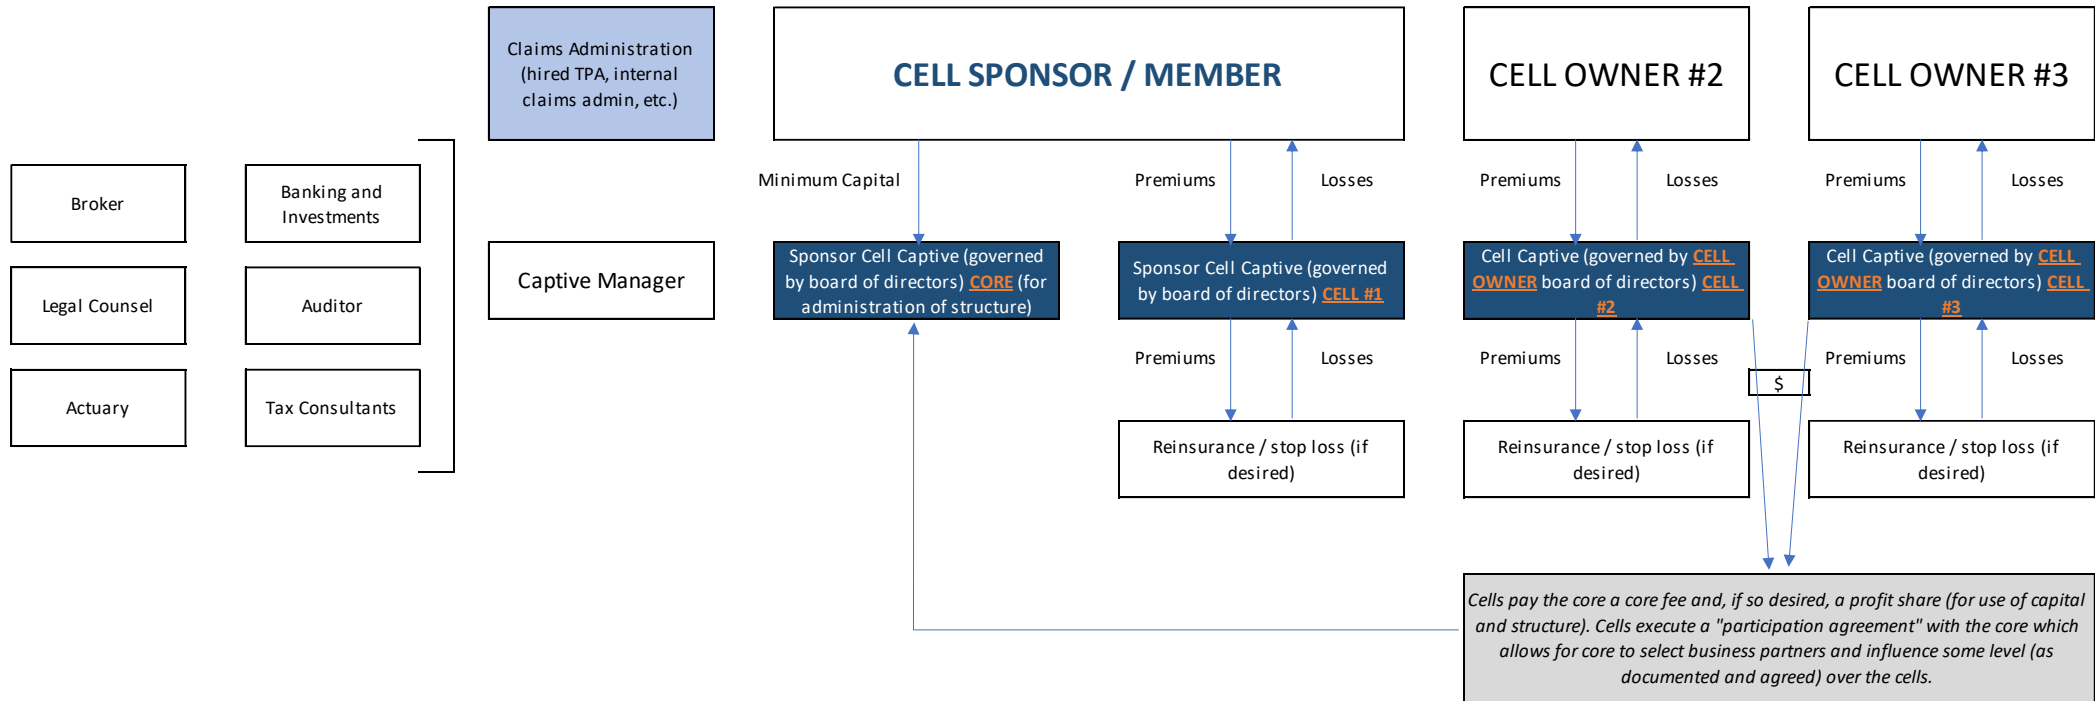 Claims Administration
(hired TPA, internal
claims admin, etc.)
CELL SPONSOR / MEMBER
CELL OWNER #2
CELL OWNER #3
Minimum Capital
Premiums
Losses
Premiums
Losses
Premiums
Losses
Broker
Banking and
Investments
Legal Counsel
Auditor
Actuary
Tax Consultants
Captive Manager
Sponsor Cell Captive (governed
by board of directors) CORE (for
administration of structure)
Sponsor Cell Captive (governed
by board of directors) CELL #1
Cell Captive (governed by CELL
OWNER board of directors) CELL
#2
Cell Captive (governed by CELL
OWNER board of directors) CELL
#3
Premiums
Losses
Premiums
Losses
Premiums
Losses
$
Reinsurance / stop loss (if
desired)
Reinsurance / stop loss (if
desired)
Reinsurance / stop loss (if
desired)
Cells pay the core a core fee and, if so desired, a profit share (for use of capital
and structure). Cells execute a "participation agreement" with the core which
allows for core to select business partners and influence some level (as
documented and agreed) over the cells.